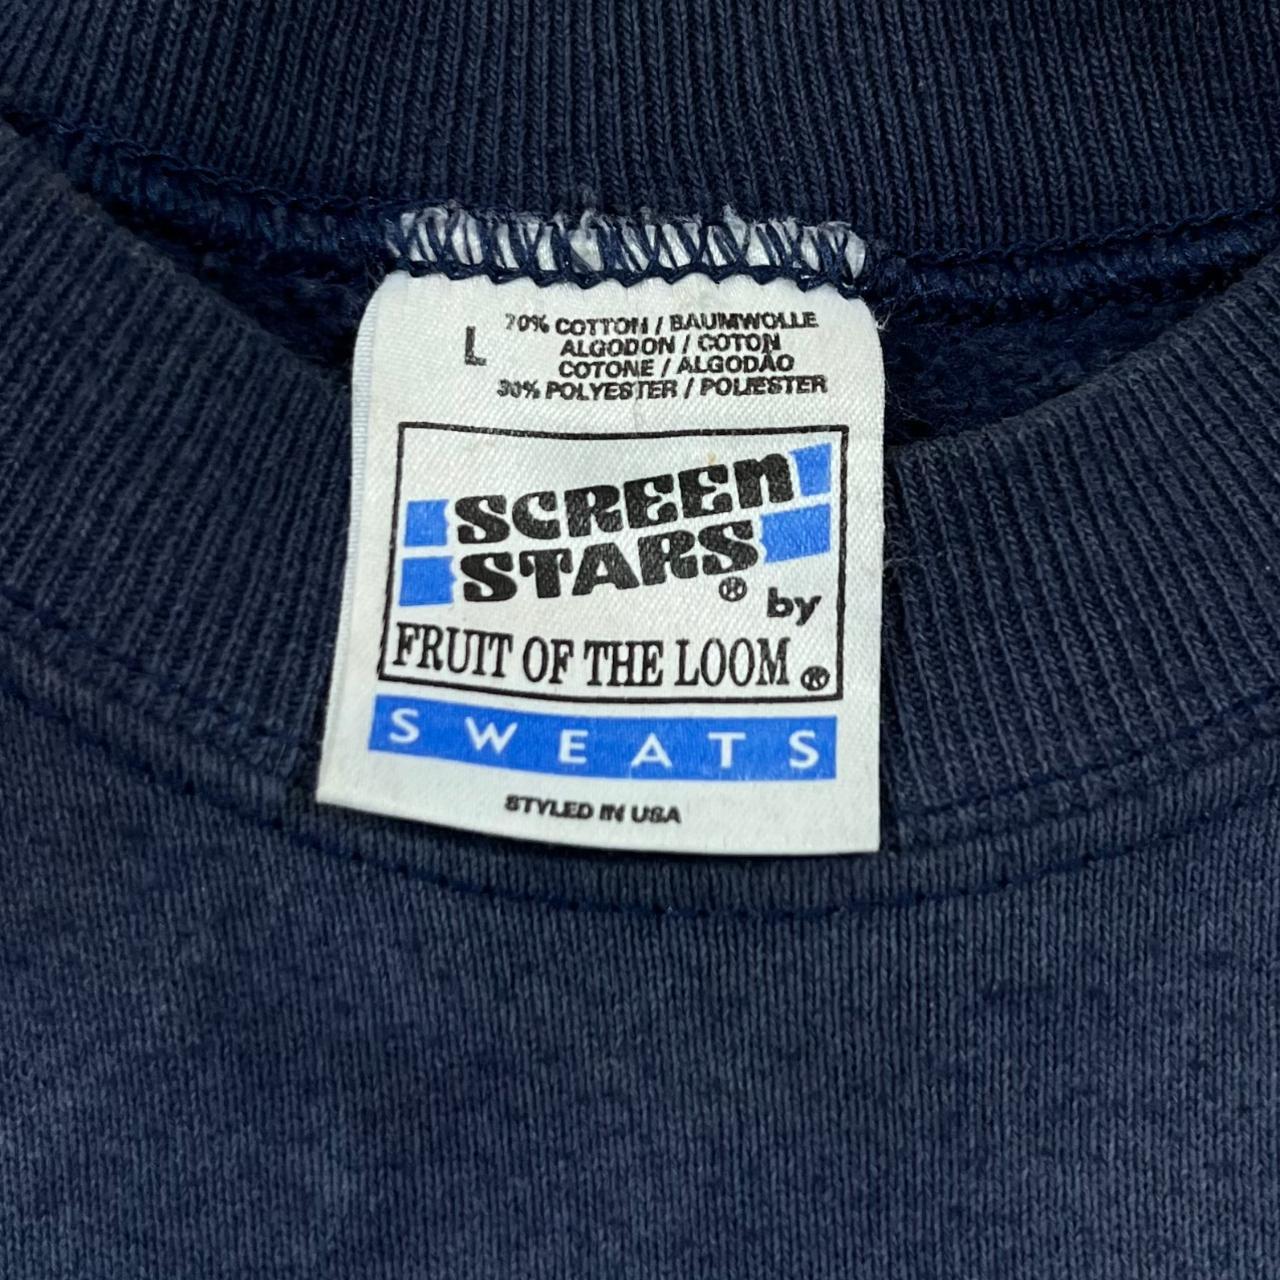 L
70% COTTON / BAUMWOLLE
ALGODON / COTON
COTONE / ALGODÃO
30% POLYESTER / POLIESTER
SCREEN
STARS®
by
FRUIT OF THE LOOM®
SWEATS
STYLED IN USA